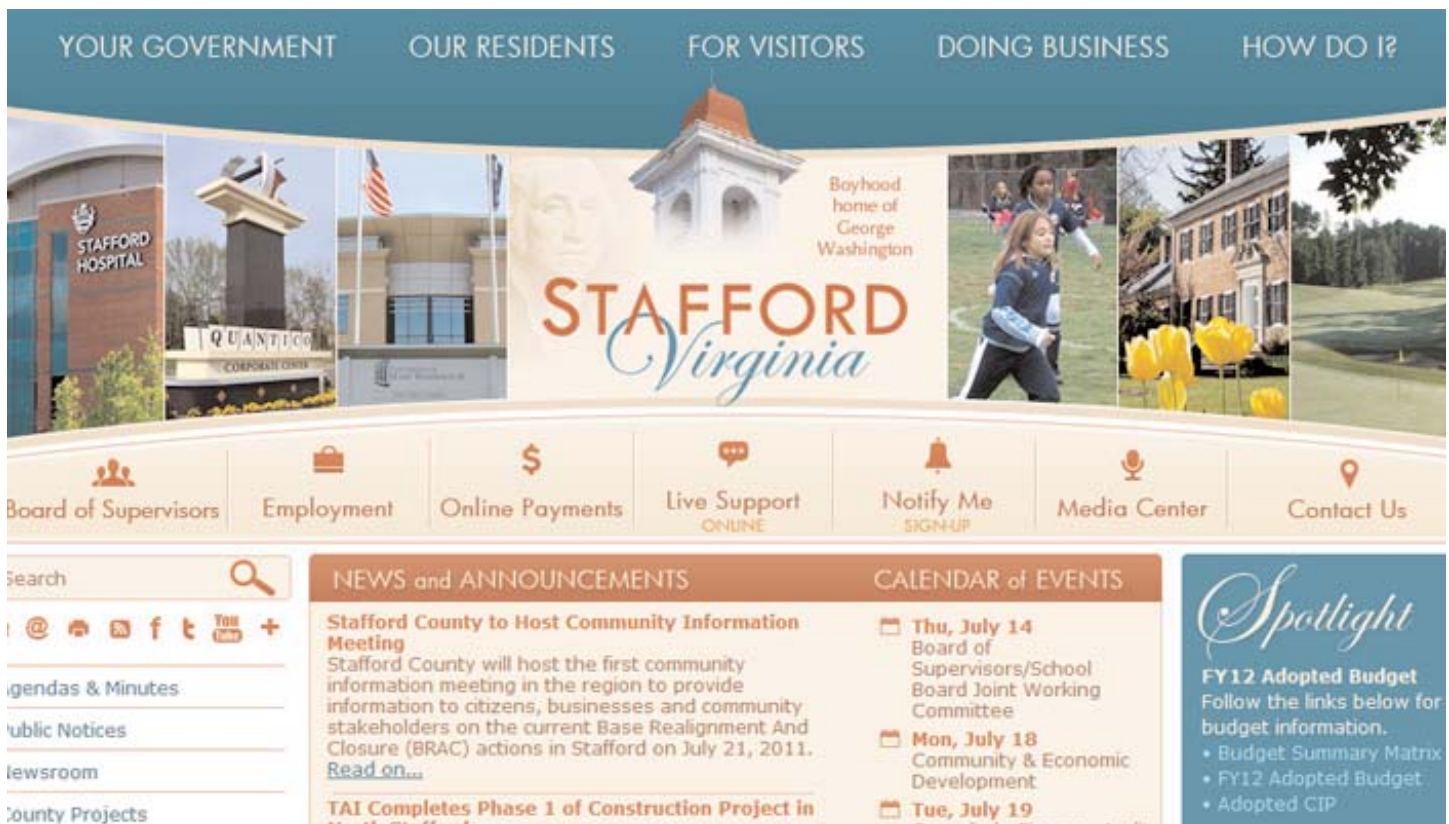 YOUR GOVERNMENT OUR RESIDENTS FOR VISITORS DOING BUSINESS HOW DO I?
STAFFORD
HOSPITAL
QUANTICO
CORPORATE CENTER
Boyhood
home of
George
Washington
STAFFORD
Virginia
Board of Supervisors
Employment
Online Payments
Live Support
ONLINE
Notify Me
SIGN-UP
Media Center
Contact Us
Search
You
Tube
Agendas & Minutes
Public Notices
Newsroom
County Projects
NEWS and ANNOUNCEMENTS
Stafford County to Host Community Information
Meeting
Stafford County will host the first community
information meeting in the region to provide
information to citizens, businesses and community
stakeholders on the current Base Realignment And
Closure (BRAC) actions in Stafford on July 21, 2011.
Read on...
TAI Completes Phase 1 of Construction Project in
CALENDAR of EVENTS
Thu, July 14
Board of
Supervisors/School
Board Joint Working
Committee
Mon, July 18
Community & Economic
Development
Tue, July 19
Spotlight
FY12 Adopted Budget
Follow the links below for
budget information.
• Budget Summary Matrix
• FY12 Adopted Budget
• Adopted CIP